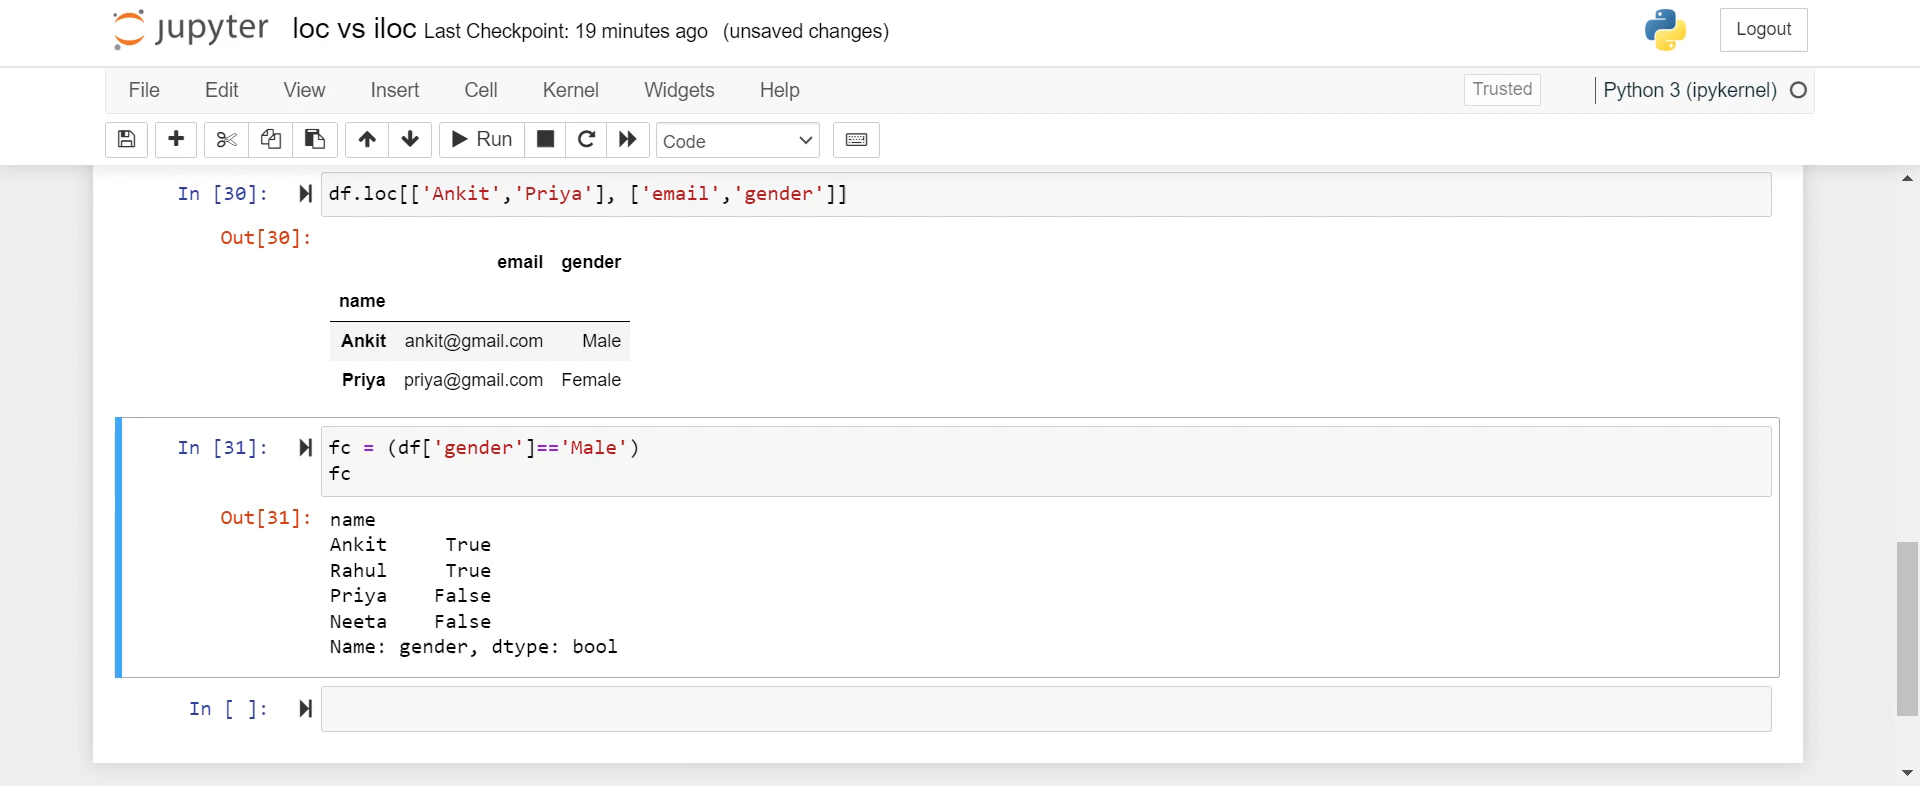 jupyter loc vs iloc Last Checkpoint: 19 minutes ago (unsaved changes) Logout
File Edit View Insert Cell Kernel Widgets Help Trusted Python 3 (ipykernel)
Run Code
In [30]: df.loc[['Ankit','Priya'], ['email','gender']]
Out[30]:
email gender
name
Ankit ankit@gmail.com Male
Priya priya@gmail.com Female
In [31]: fc = (df['gender']=='Male')
fc
Out[31]: name
Ankit True
Rahul True
Priya False
Neeta False
Name: gender, dtype: bool
In [ ]: